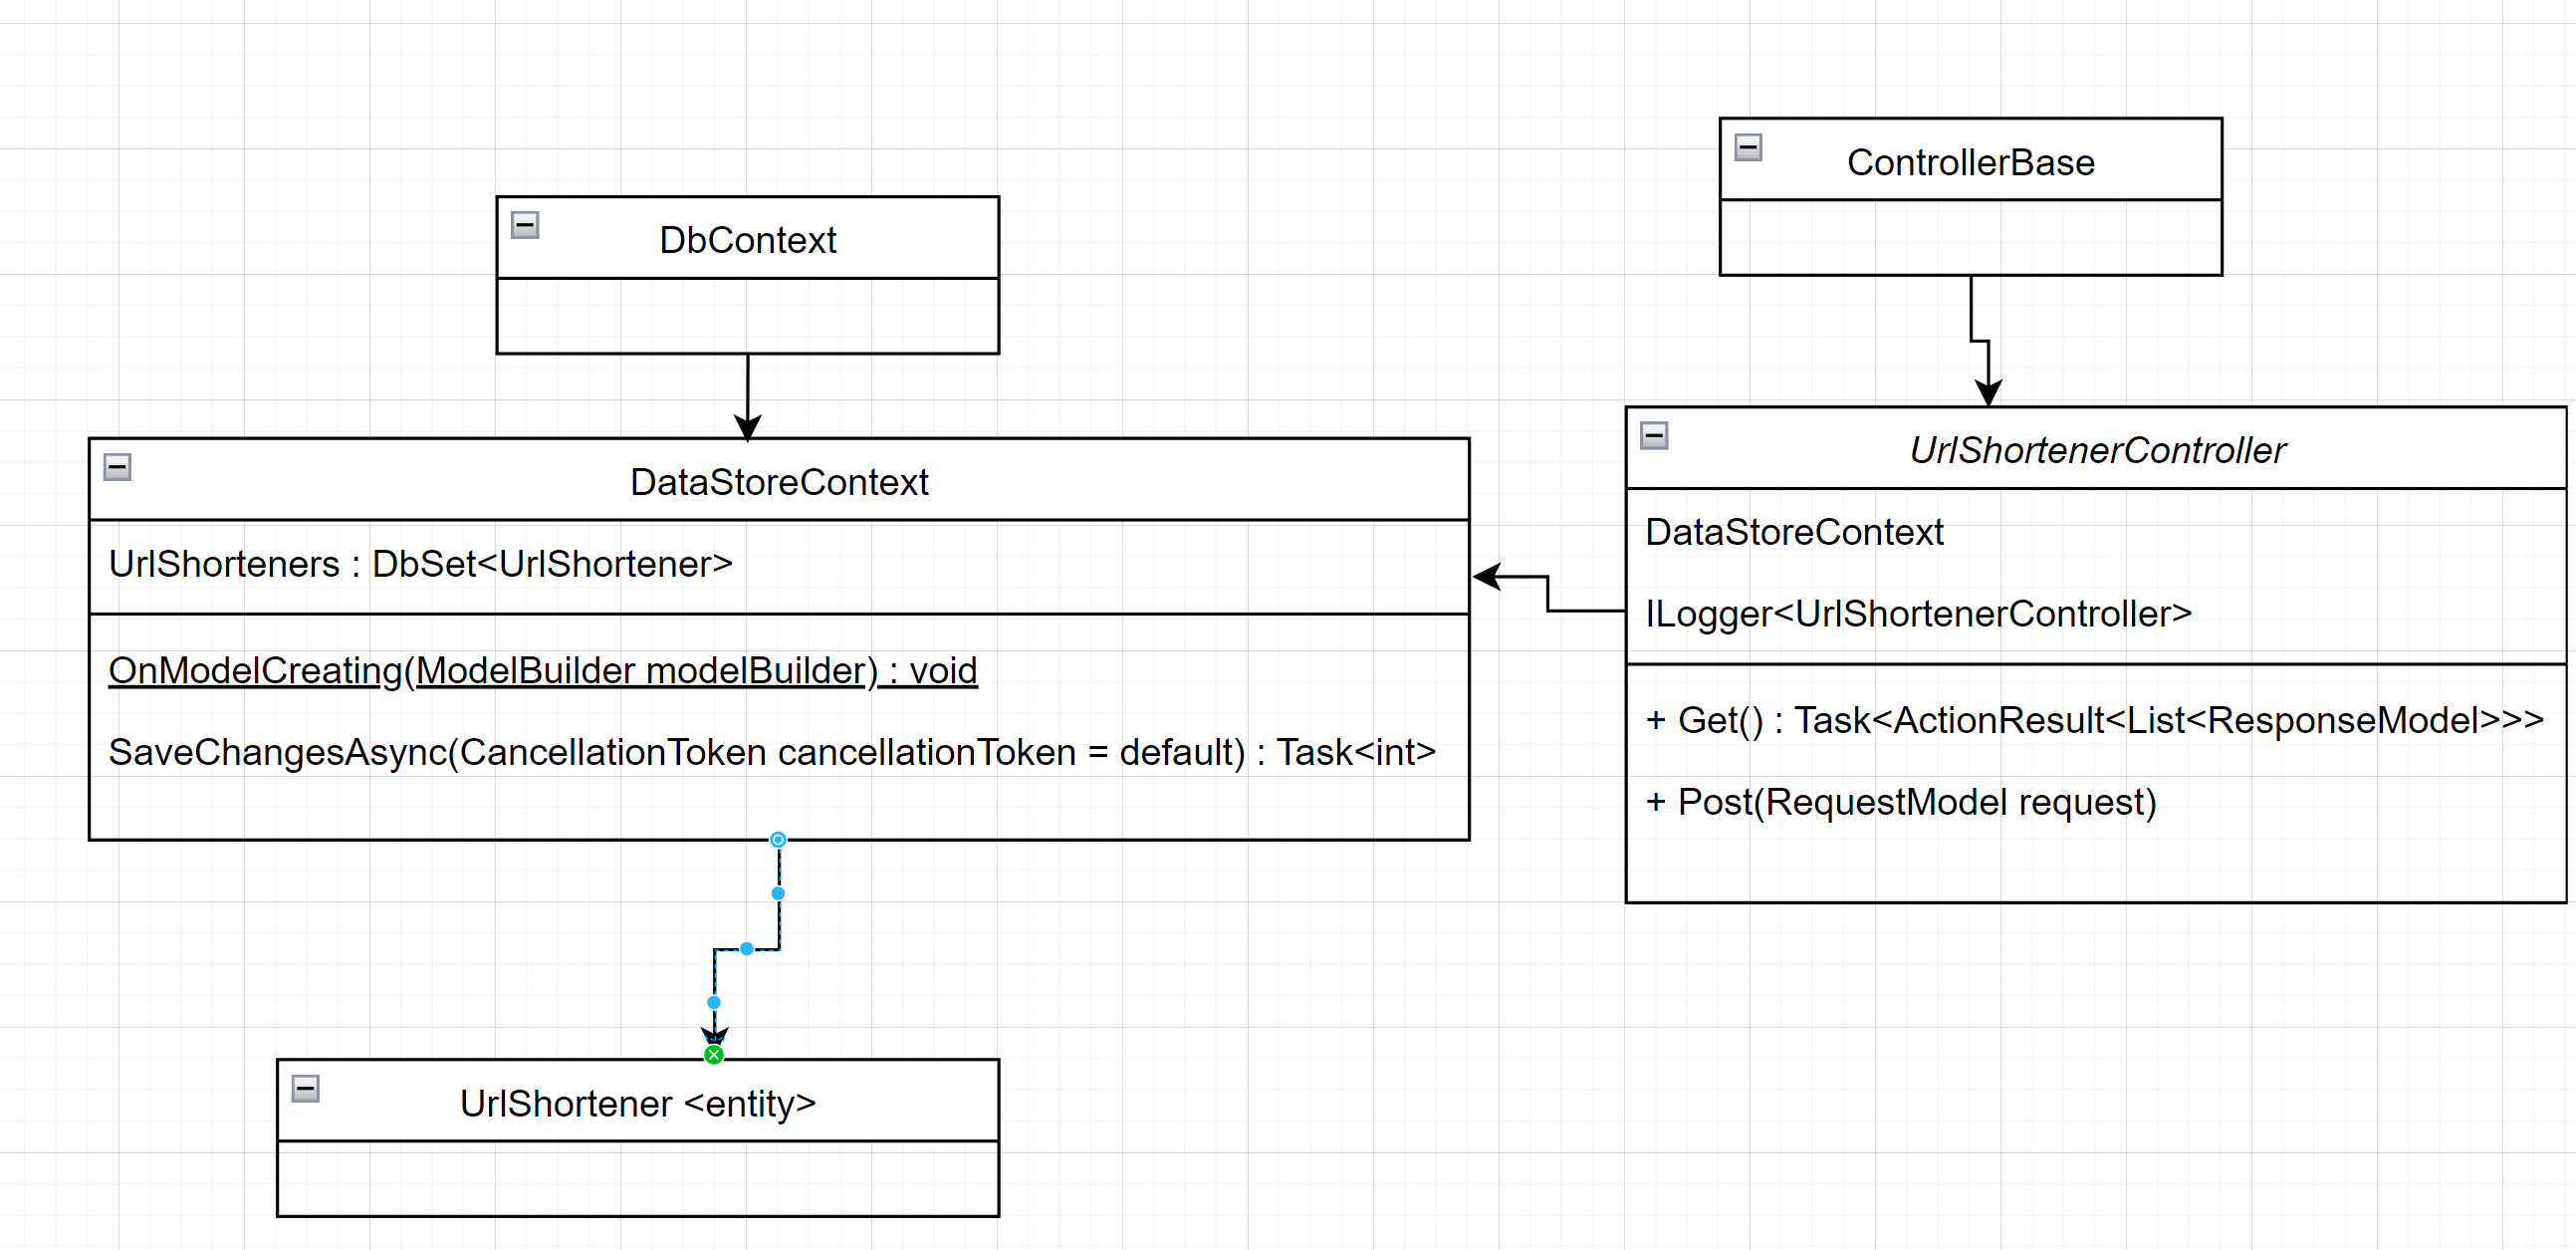 ControllerBase
DbContext
DataStoreContext
UrlShorteners : DbSet<UrlShortener>
OnModelCreating(ModelBuilder modelBuilder) : void
SaveChangesAsync(CancellationToken cancellationToken = default) : Task<int>
UrlShortenerController
DataStoreContext
ILogger<UrlShortenerController>
+ Get() : Task<ActionResult<List<ResponseModel>>>
+ Post(RequestModel request)
UrlShortener <entity>